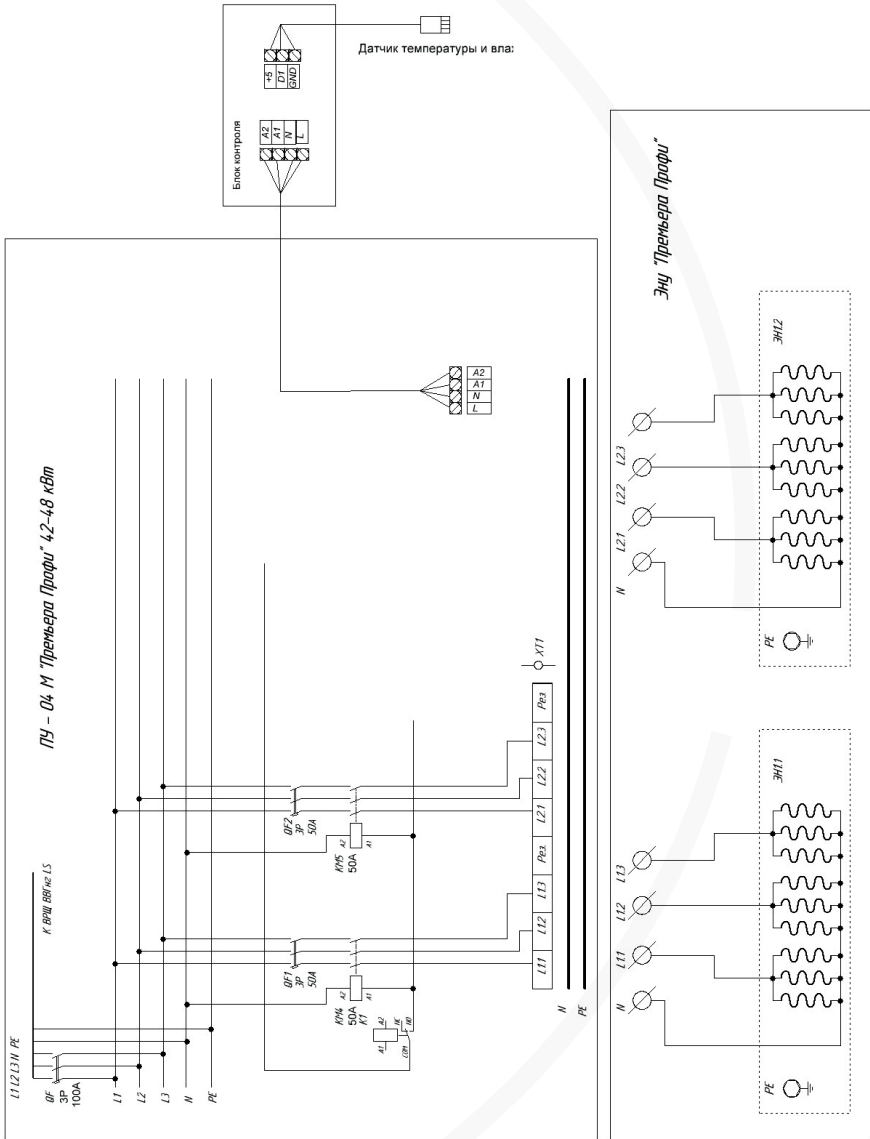 Датчик температуры и вла:
Блок контроля
+5
D1
GND
A2
A1
N
L
ПУ - 04 М "Премьера Профи" 42-48 кВт
К ВРЩ ВВГнг LS
L1 L2 L3 N PE
QF
3P
100A
L1
L2
L3
N
PE
A2
A1
N
L
QF1
3P
50A
QF2
3P
50A
KM4
50A
K1
A2
A1
KM5
50A
A2
A1
A1
A2
NC
NO
COM
L1.1
L1.2
L1.3
Рез.
L2.1
L2.2
L2.3
Рез.
XT1
N
PE
Эну "Премьера Профи"
N
L1.1
L1.2
L1.3
PE
ЭН1.1
N
L2.1
L2.2
L2.3
PE
ЭН1.2